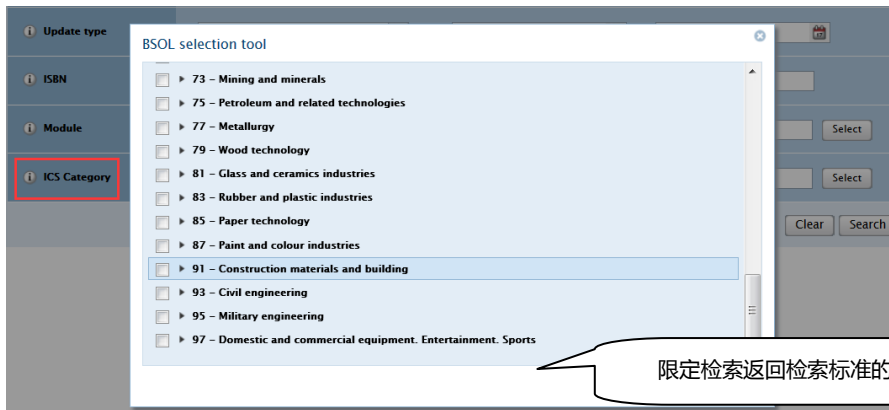 Update type
BSOL selection tool
73 – Mining and minerals
ISBN
75 – Petroleum and related technologies
Module
77 – Metallurgy
Select
79 – Wood technology
ICS Category
81 – Glass and ceramics industries
Select
83 – Rubber and plastic industries
85 – Paper technology
Clear
Search
87 – Paint and colour industries
91 – Construction materials and building
93 – Civil engineering
95 – Military engineering
97 – Domestic and commercial equipment. Entertainment. Sports
限定检索返回检索标准的